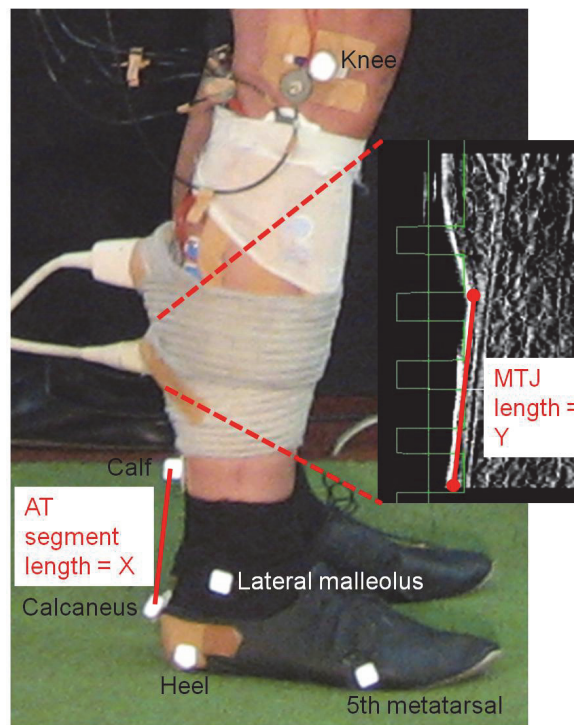 Knee
MTJ
length =
Y
Calf
AT
segment
length = X
Lateral malleolus
Calcaneus
Heel
5th metatarsal